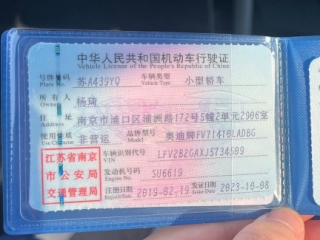 中华人民共和国机动车行驶证
Vehicle License of the People's Republic of China
号牌号码 苏A439YQ 车辆类型 小型轿车
Plate No. Vehicle Type
所有人 杨琦
Owner
住址 南京市浦口区浦洲路172号5幢2单元2906室
使用性质 非营运 品牌型号 奥迪牌FV7141BLADBG
Use Character Model
江苏省南京市公安局交通管理局
车辆识别代号 LFV2B2GAXJ5734589
VIN
发动机号码 SU6619
Engine No.
注册日期 2019-02-19 发证日期 2023-10-08
Register Date Issue Date